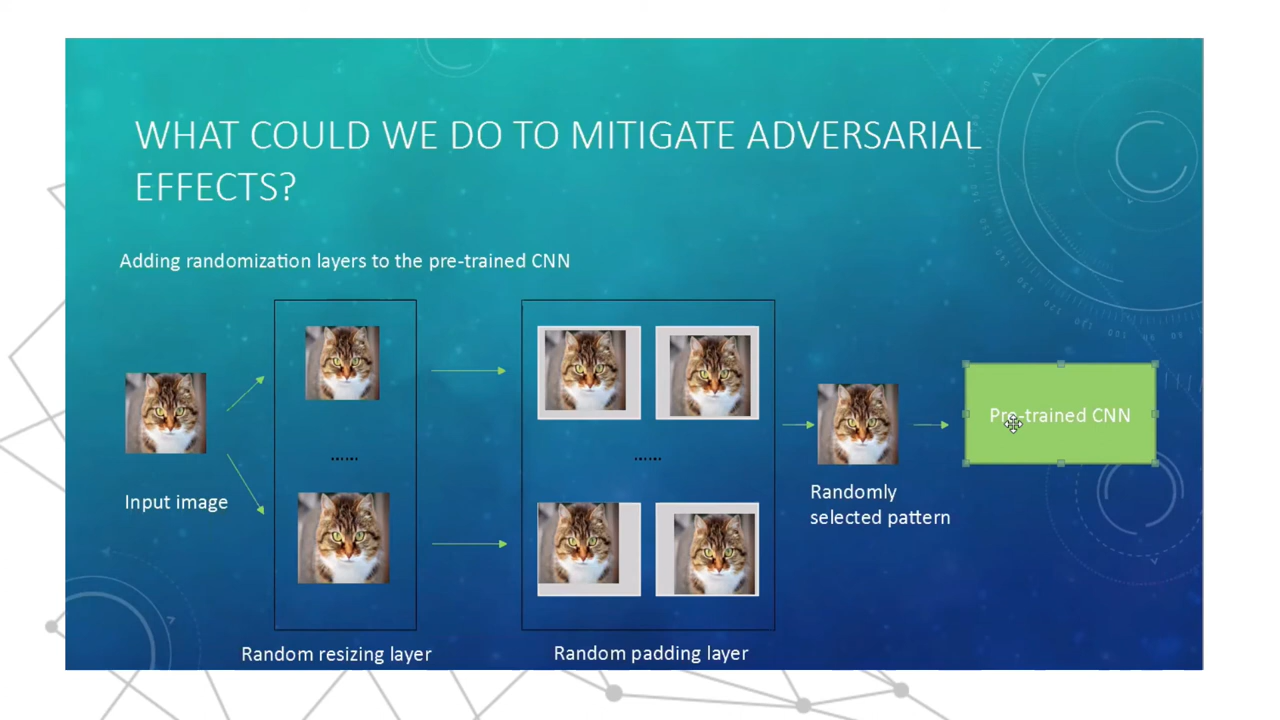 WHAT COULD WE DO TO MITIGATE ADVERSARIAL
EFFECTS?
Adding randomization layers to the pre-trained CNN
......
......
Pre-trained CNN
Input image
Randomly
selected pattern
Random resizing layer
Random padding layer